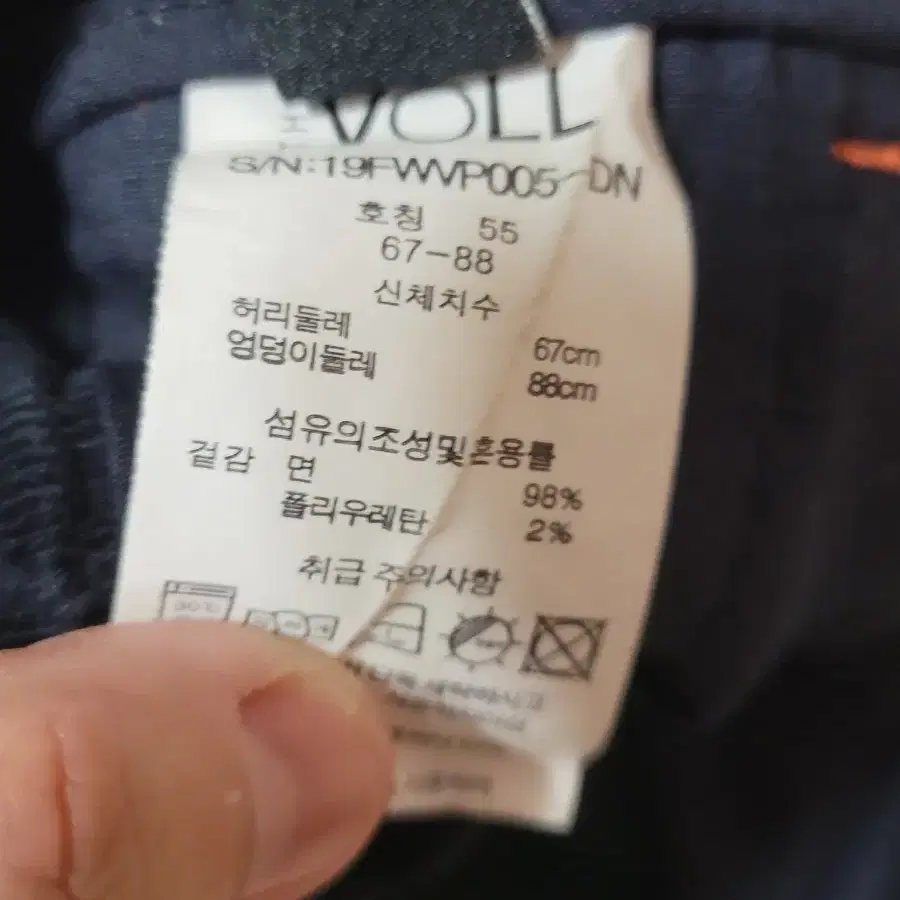 VOLL
S/N:19FWVP005-DN
호칭 55
67-88
신체치수
허리둘레 67cm
엉덩이둘레 88cm
섬유의조성및혼용률
겉감 면 98%
폴리우레탄 2%
취급 주의사항